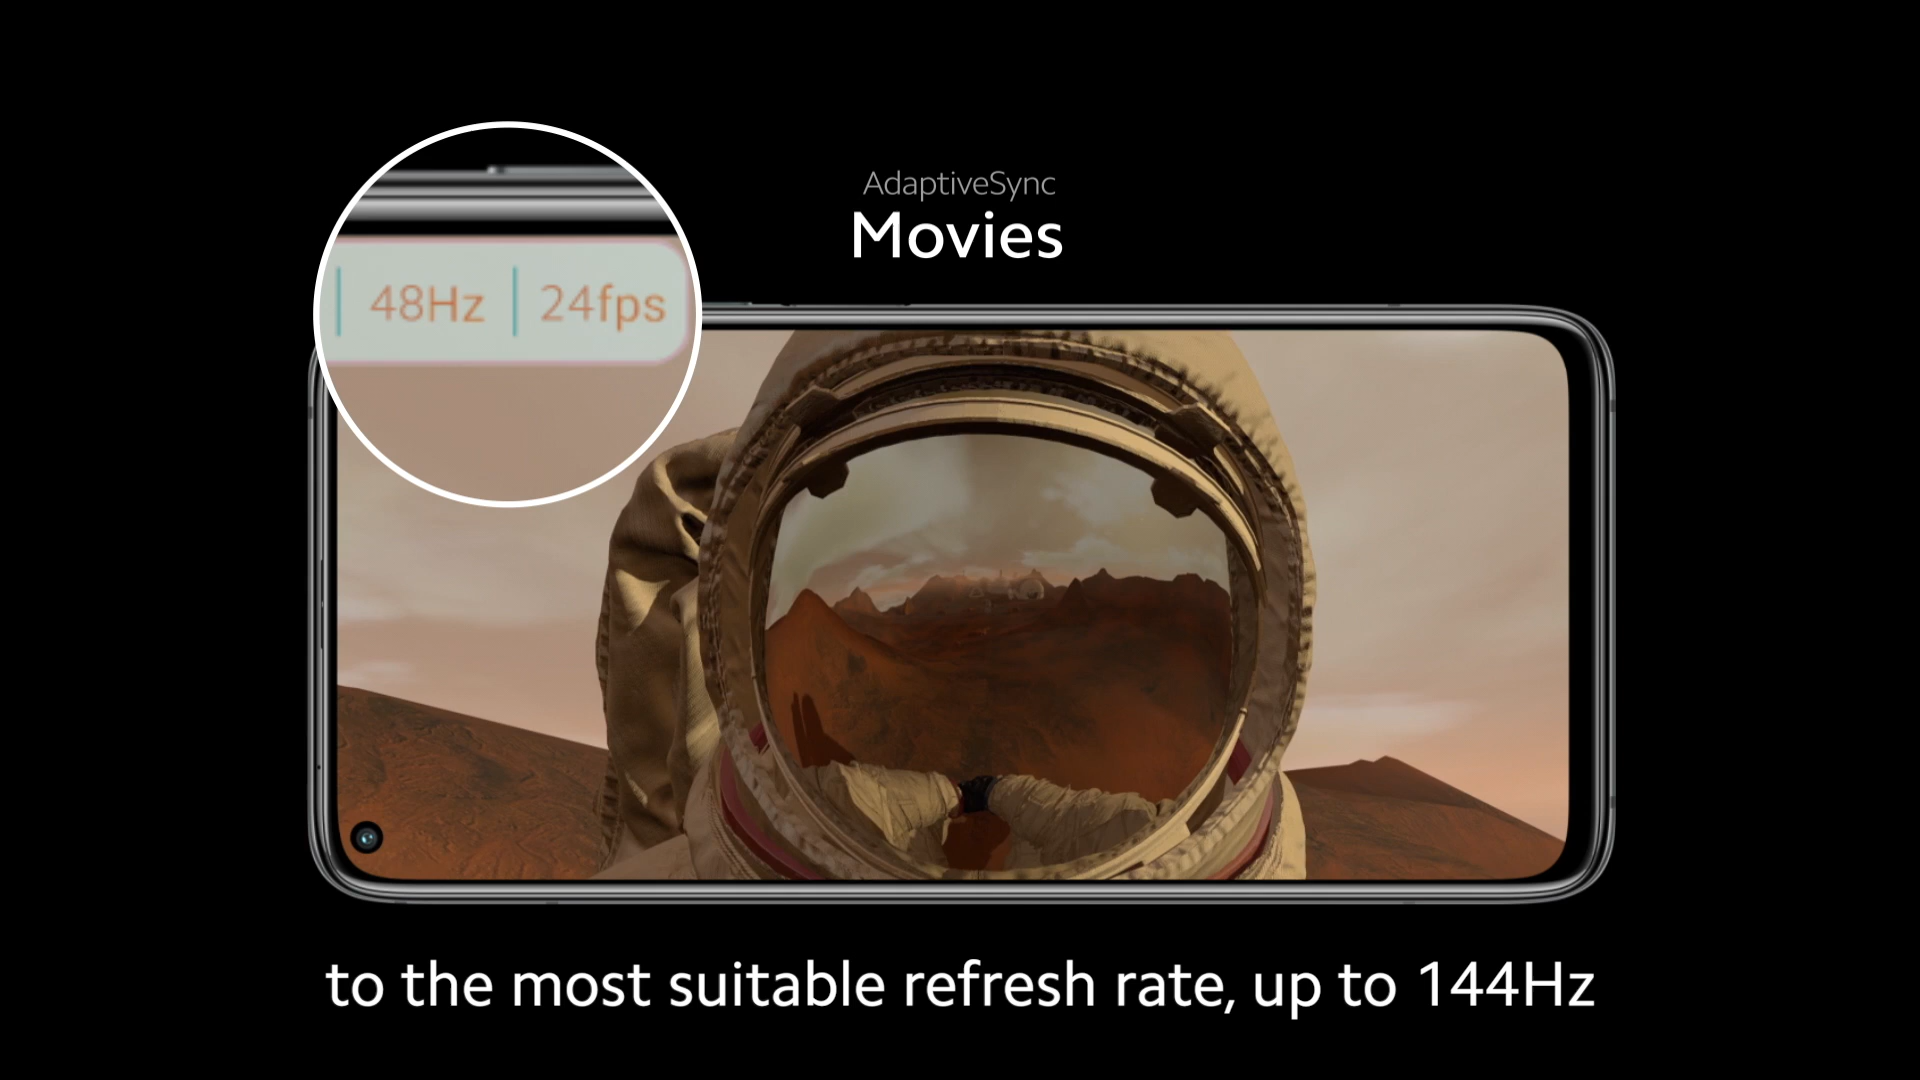 AdaptiveSync
Movies
48Hz | 24fps
to the most suitable refresh rate, up to 144Hz